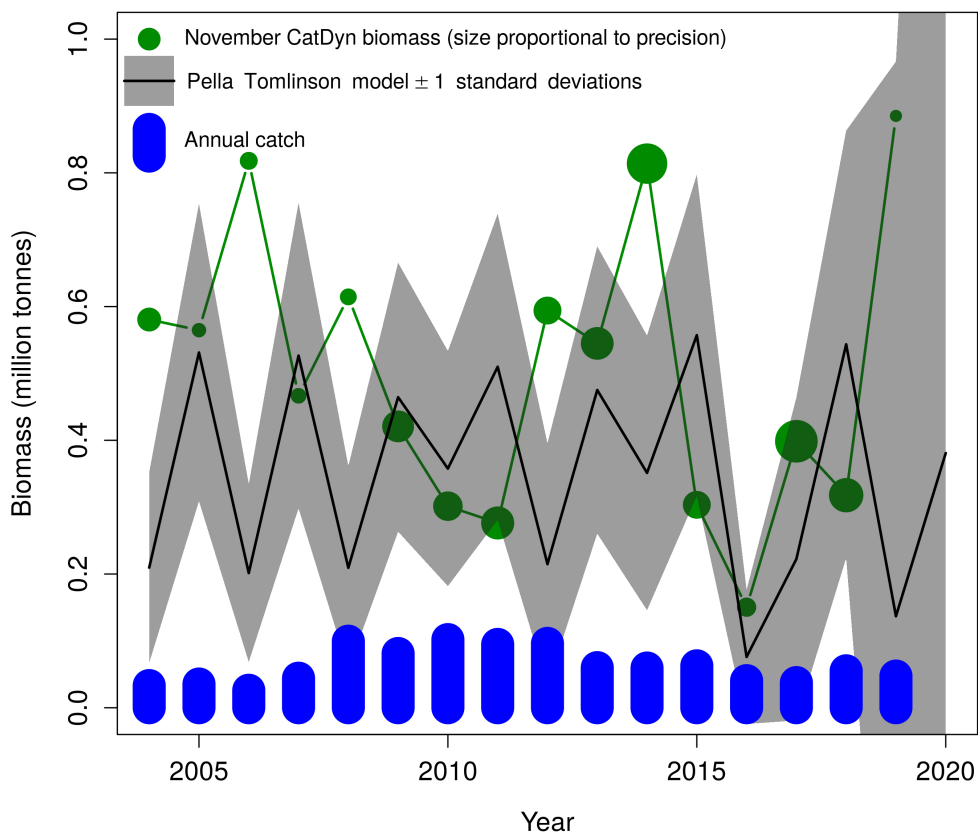 November CatDyn biomass (size proportional to precision)
Pella Tomlinson model ± 1 standard deviations
Annual catch
Biomass (million tonnes)
1.0
0.8
0.6
0.4
0.2
0.0
2005 2010 2015 2020
Year